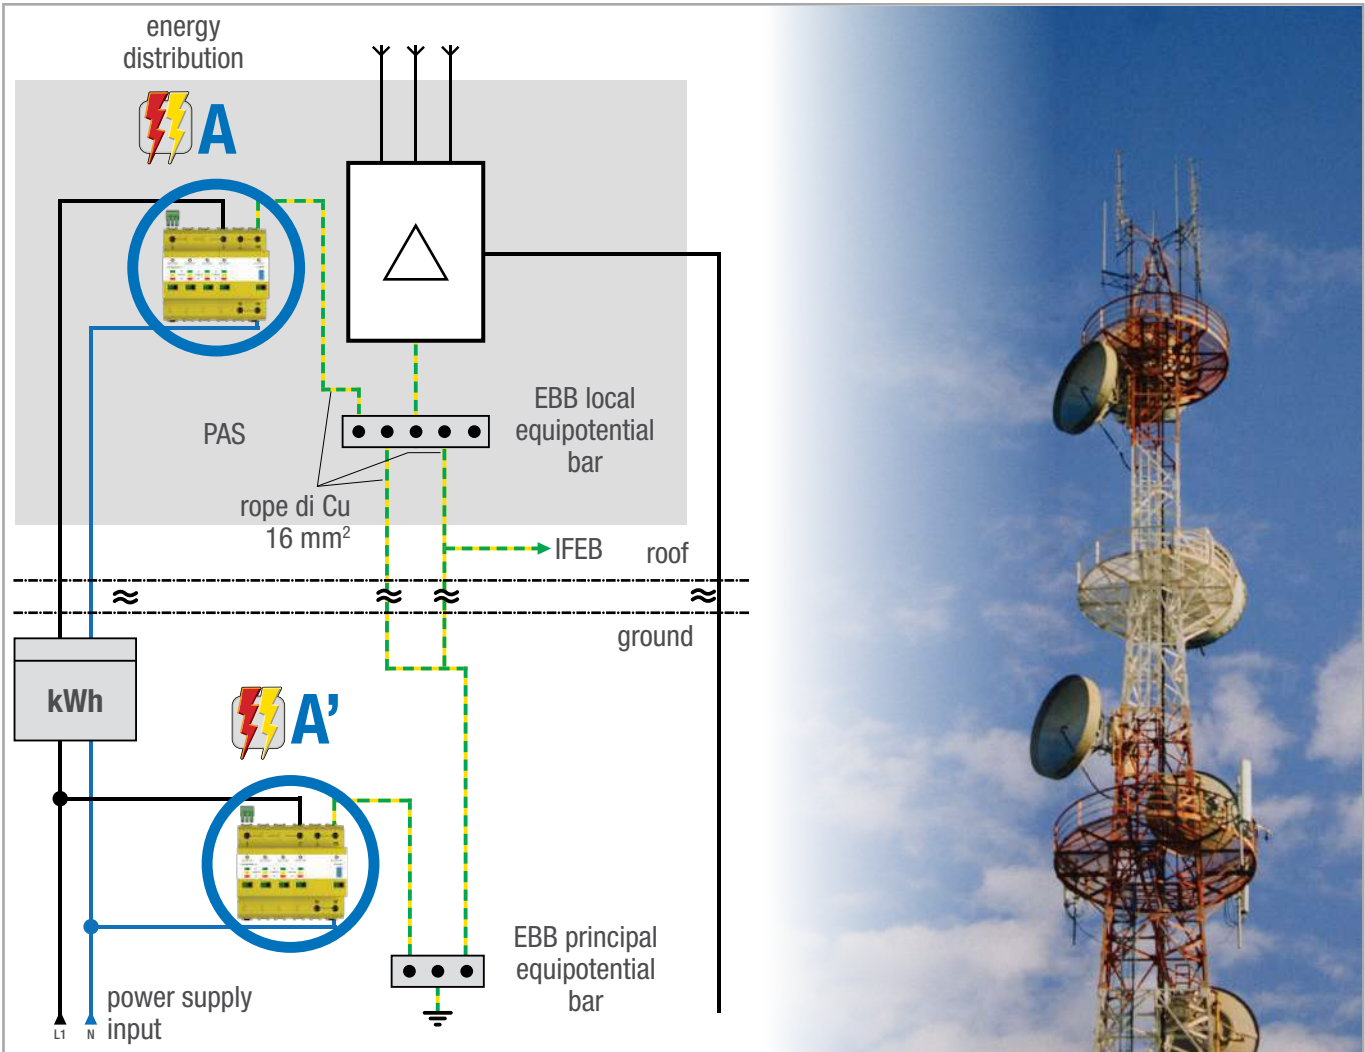 energy
distribution
A
PAS
EBB local
equipotential
bar
rope di Cu
16 mm²
IFEB
roof
ground
kWh
A’
EBB principal
equipotential
bar
power supply
input
L1
N